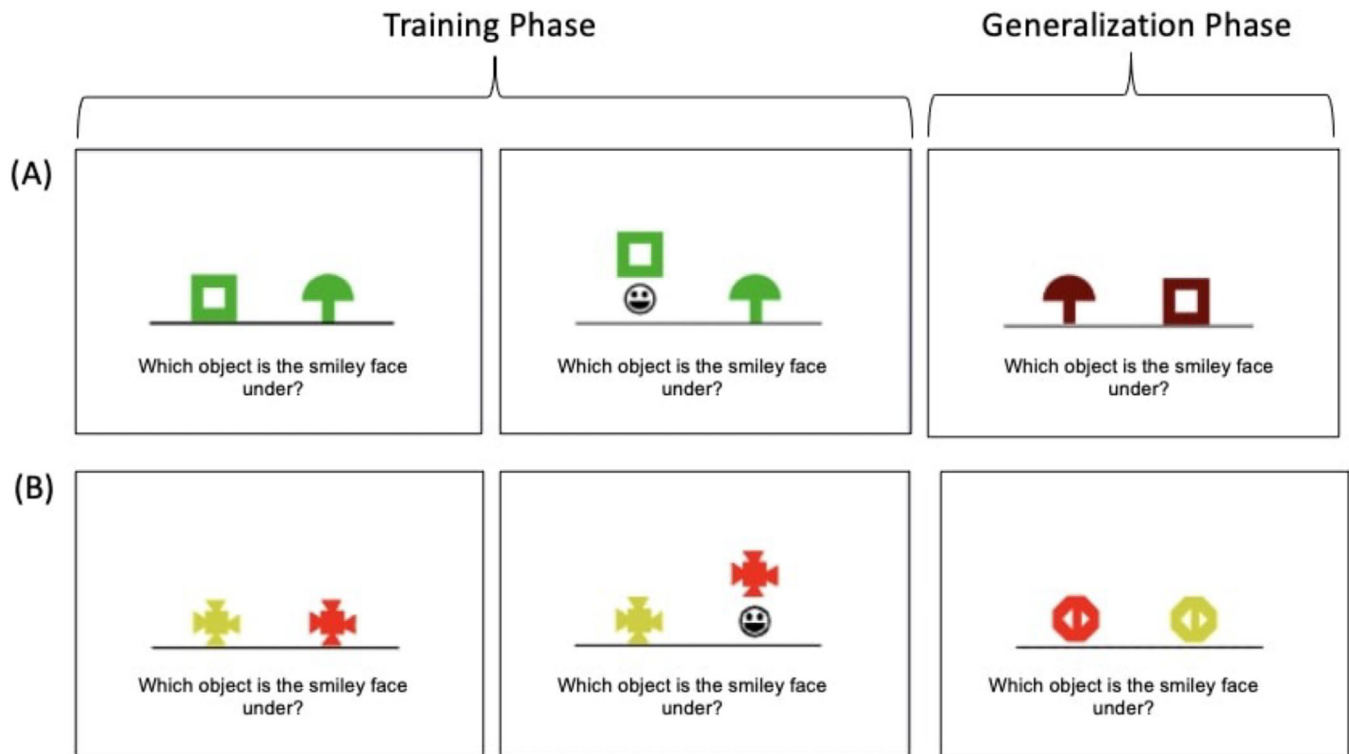 Training Phase
Generalization Phase
(A)
Which object is the smiley face
under?
Which object is the smiley face
under?
Which object is the smiley face
under?
(B)
Which object is the smiley face
under?
Which object is the smiley face
under?
Which object is the smiley face
under?